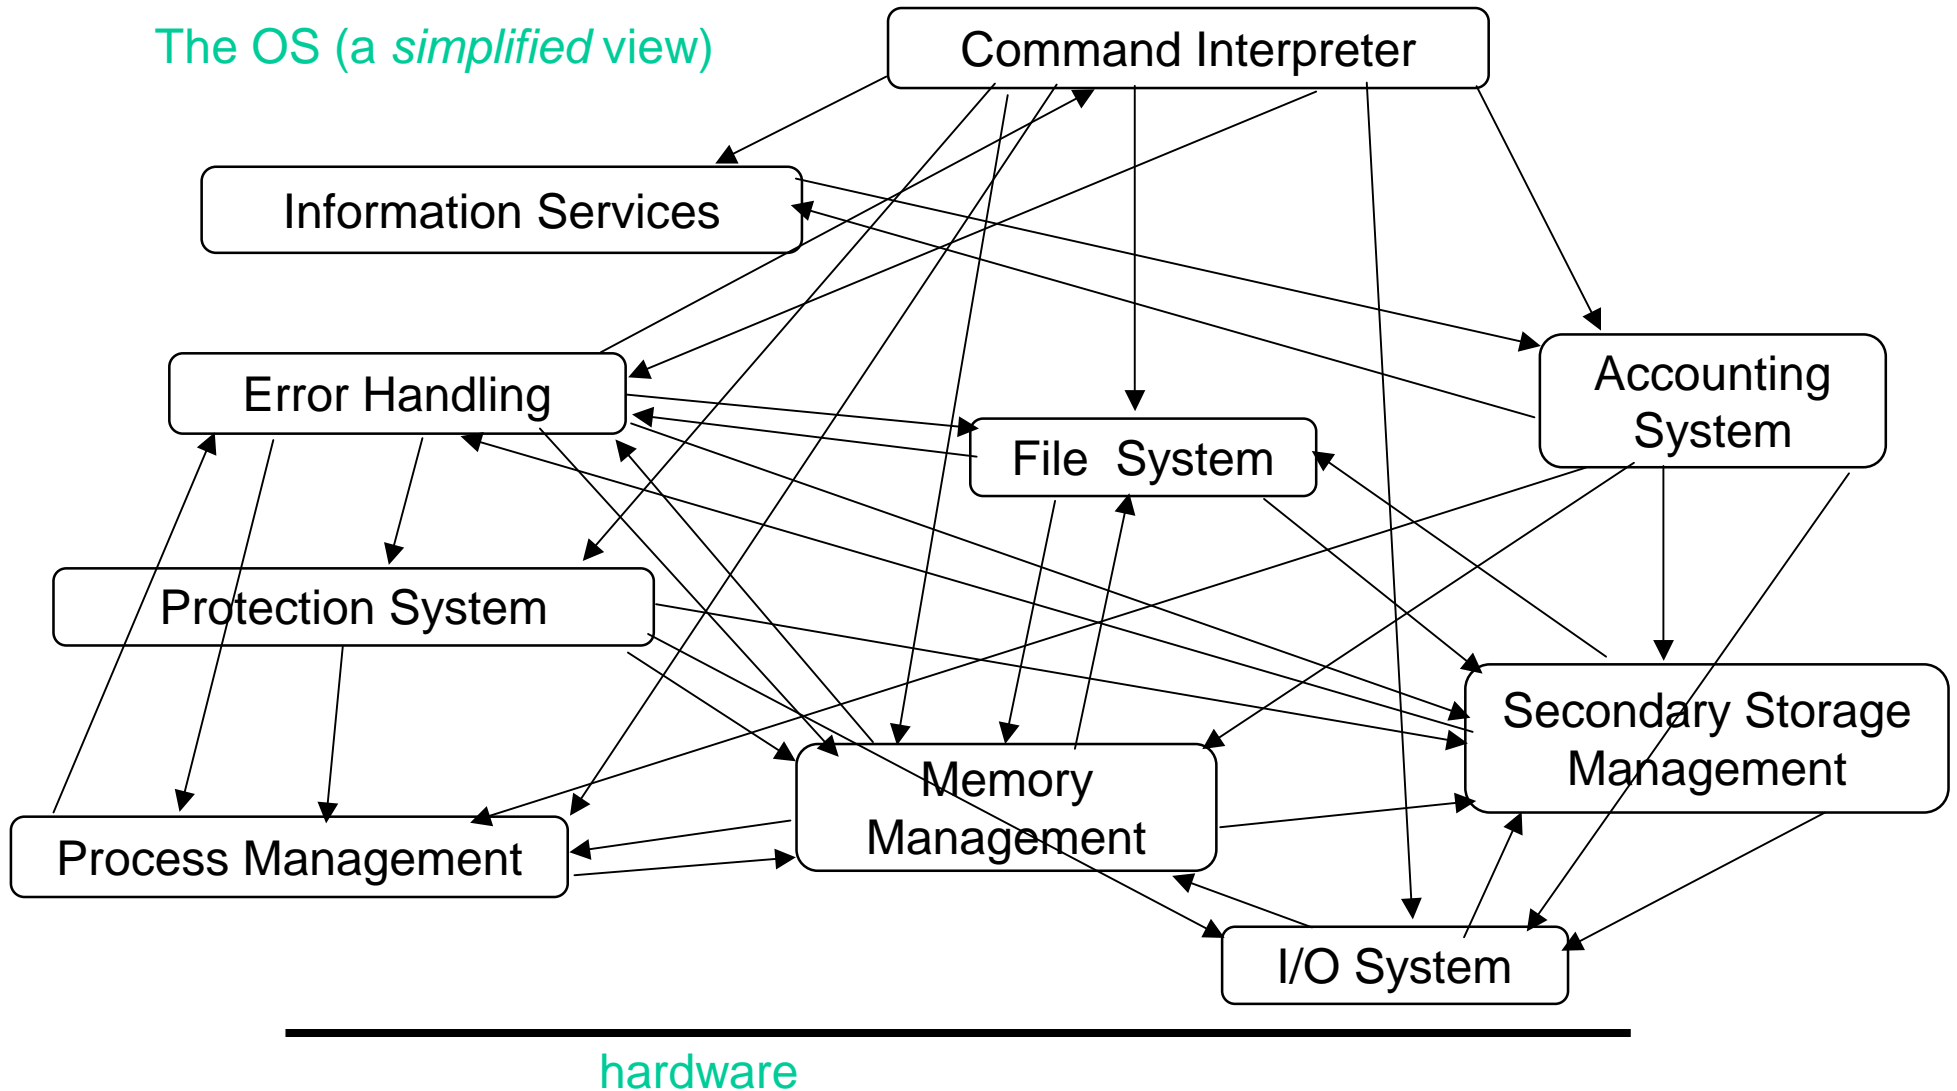 The OS (a simplified view)
Command Interpreter
Information Services
Error Handling
Accounting
System
File  System
Protection System
Secondary Storage
Management
Memory
Management
Process Management
I/O System
hardware